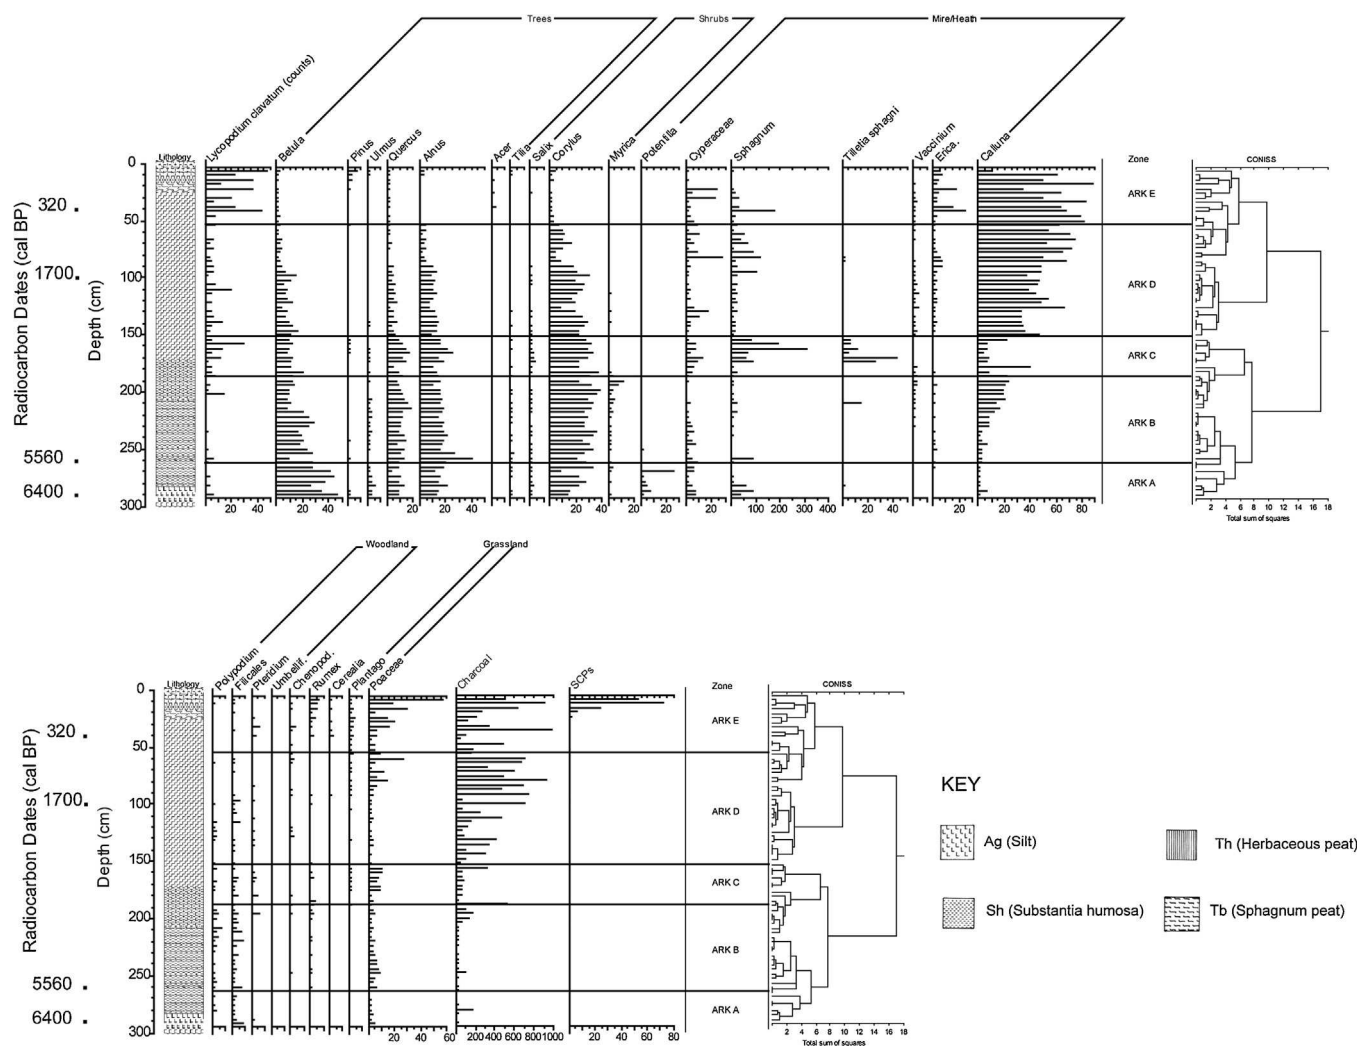 Trees Shrubs Mire/Heath
Lycopodium clavatum (counts)
Betula
Pinus
Ulmus
Quercus
Alnus
Acer
Tilia
Salix
Corylus
Myrica
Potentilla
Cyperaceae
Sphagnum
Tilletia sphagni
Vaccinium
Erica.
Calluna
Lithology Zone CONISS
Radiocarbon Dates (cal BP)
320
1700
5560
6400
Depth (cm)
0
50
100
150
200
250
300
ARK E
ARK D
ARK C
ARK B
ARK A
20 40 20 40 20 20 40 20 40 20 20 20 20 100 200 300 400 20 20 20 40 60 80 2 4 6 8 10 12 14 16 18
Total sum of squares
Woodland Grassland
Polypodium
Filicales
Pteridium
Umbellif.
Chenopod.
Rumex
Cerealia
Plantago
Poaceae
Charcoal
SCPs
Lithology Zone CONISS
Radiocarbon Dates (cal BP)
320
1700
5560
6400
Depth (cm)
0
50
100
150
200
250
300
ARK E
ARK D
ARK C
ARK B
ARK A
20 40 60 200 400 600 800 1000 20 40 60 80 2 4 6 8 10 12 14 16 18
Total sum of squares
KEY
Ag (Silt) Th (Herbaceous peat)
Sh (Substantia humosa) Tb (Sphagnum peat)